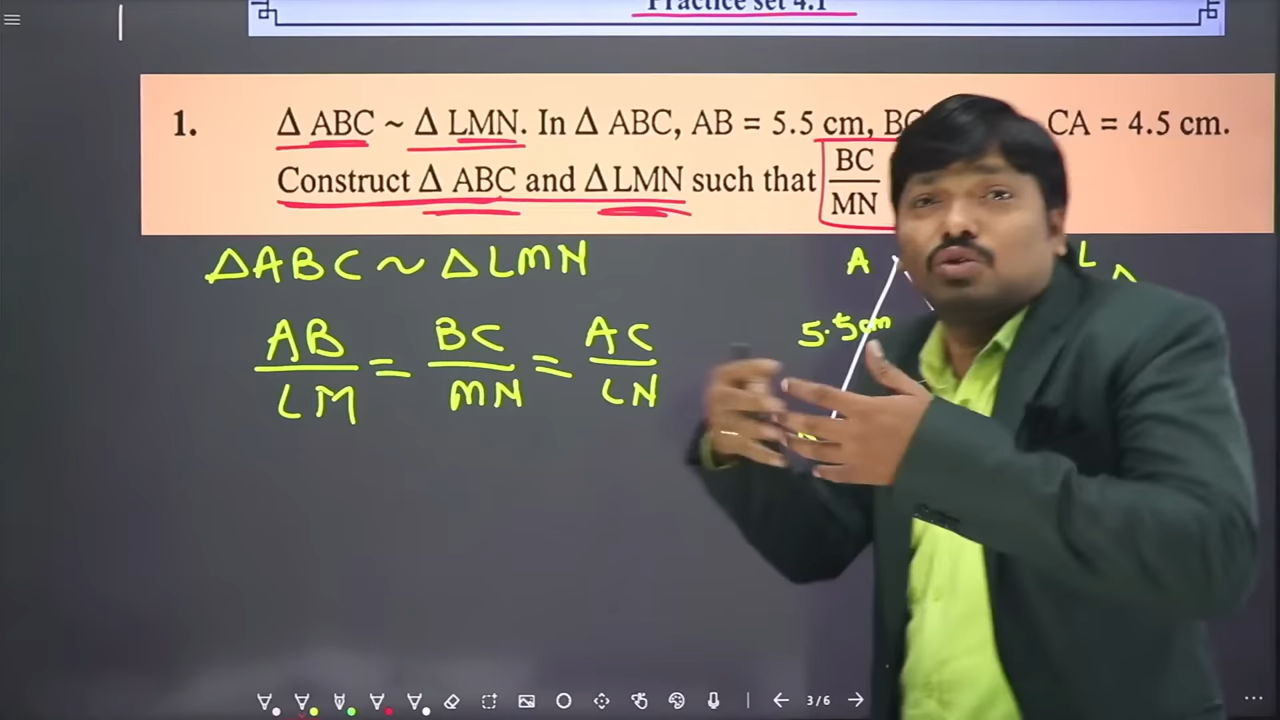 Practice set 4.1
1. Δ ABC ~ Δ LMN. In Δ ABC, AB = 5.5 cm, BC CA = 4.5 cm.
Construct Δ ABC and Δ LMN such that BC/MN
ΔABC ~ ΔLMN
AB/LM = BC/MN = AC/LN
A
L
5.5cm
3/6